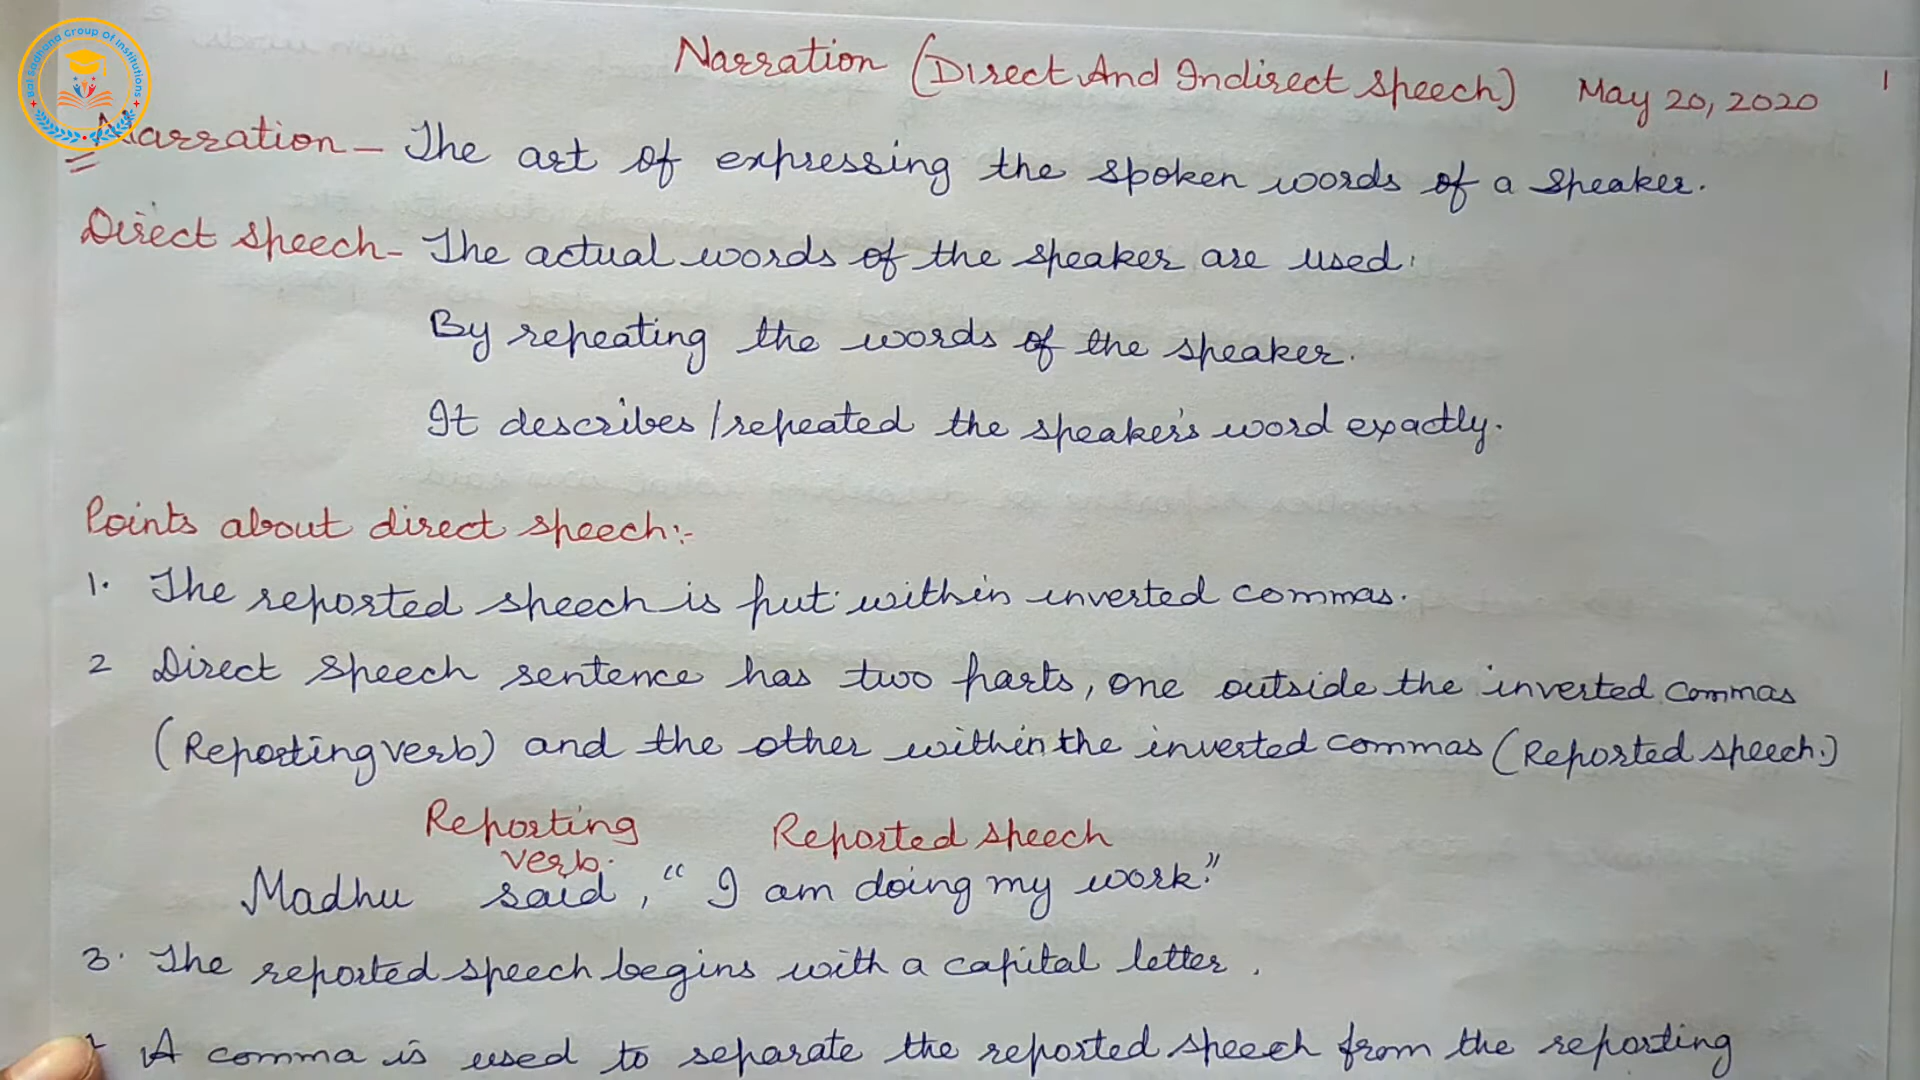 Bal Sadhana Group of Institutions
Narration (Direct And Indirect Speech) May 20, 2020 1
Narration - The art of expressing the spoken words of a speaker.
Direct speech - The actual words of the speaker are used.
By repeating the words of the speaker.
It describes/repeated the speaker's word exactly.
Points about direct speech:-
1. The reported speech is put within inverted commas.
2 Direct speech sentence has two parts, one outside the inverted commas
(Reporting verb) and the other within the inverted commas (Reported speech.)
Reporting Reported speech
verb.
Madhu said, "I am doing my work."
3. The reported speech begins with a capital letter.
A comma is used to separate the reported speech from the reporting